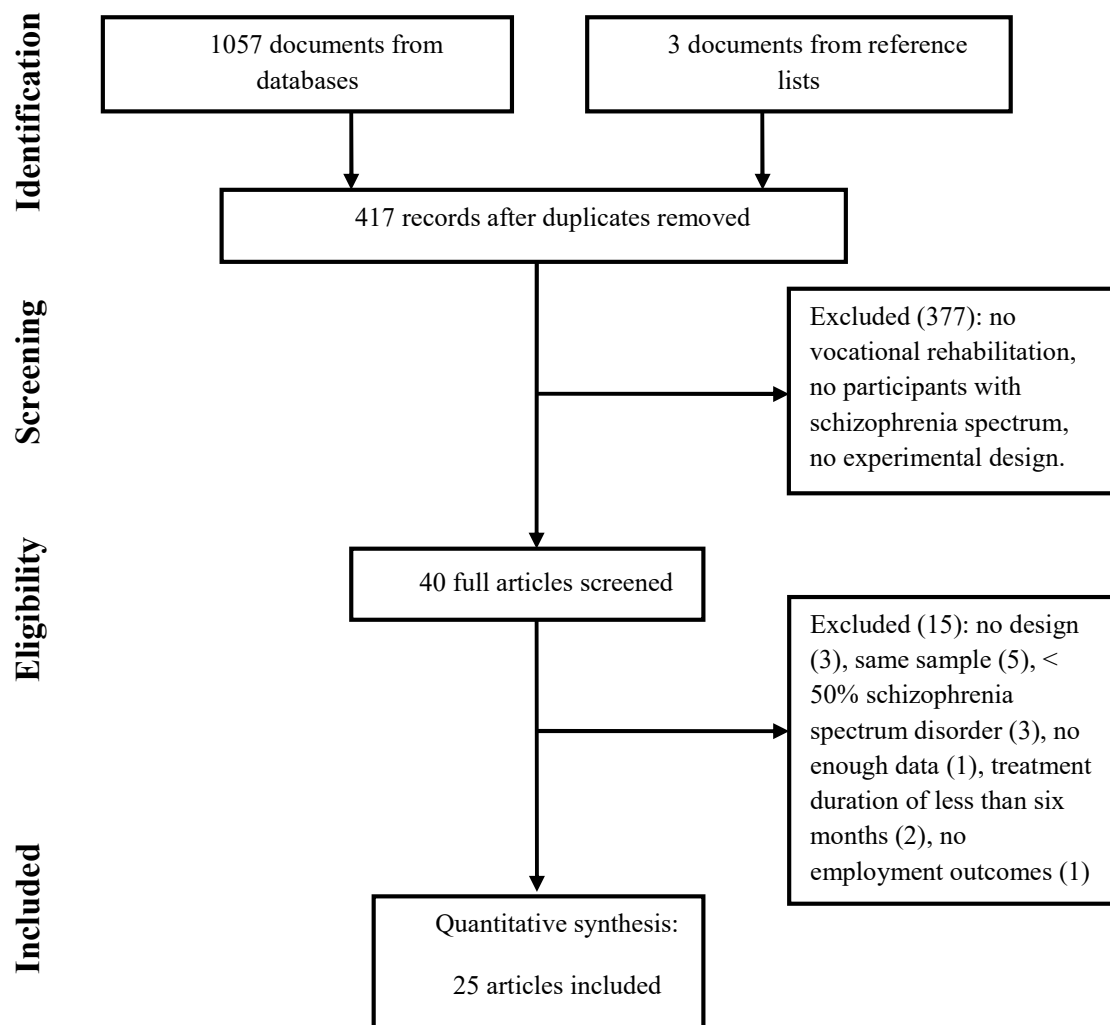 Identification
1057 documents from
databases
3 documents from reference
lists
417 records after duplicates removed
Screening
Excluded (377): no
vocational rehabilitation,
no participants with
schizophrenia spectrum,
no experimental design.
Eligibility
40 full articles screened
Excluded (15): no design
(3), same sample (5), <
50% schizophrenia
spectrum disorder (3), no
enough data (1), treatment
duration of less than six
months (2), no
employment outcomes (1)
Included
Quantitative synthesis:
25 articles included